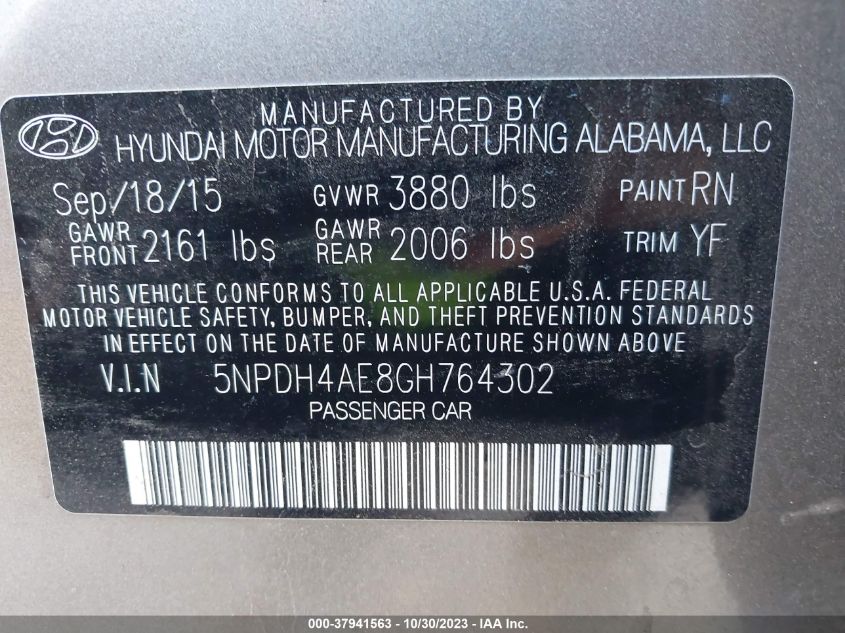 MANUFACTURED BY
HYUNDAI MOTOR MANUFACTURING ALABAMA, LLC
Sep/18/15 GVWR 3880 lbs PAINT RN
GAWR FRONT 2161 lbs GAWR REAR 2006 lbs TRIM YF
THIS VEHICLE CONFORMS TO ALL APPLICABLE U.S.A. FEDERAL
MOTOR VEHICLE SAFETY, BUMPER, AND THEFT PREVENTION STANDARDS
IN EFFECT ON THE DATE OF MANUFACTURE SHOWN ABOVE
V.I.N 5NPDH4AE8GH764302
PASSENGER CAR
000-37941563 - 10/30/2023 - IAA Inc.